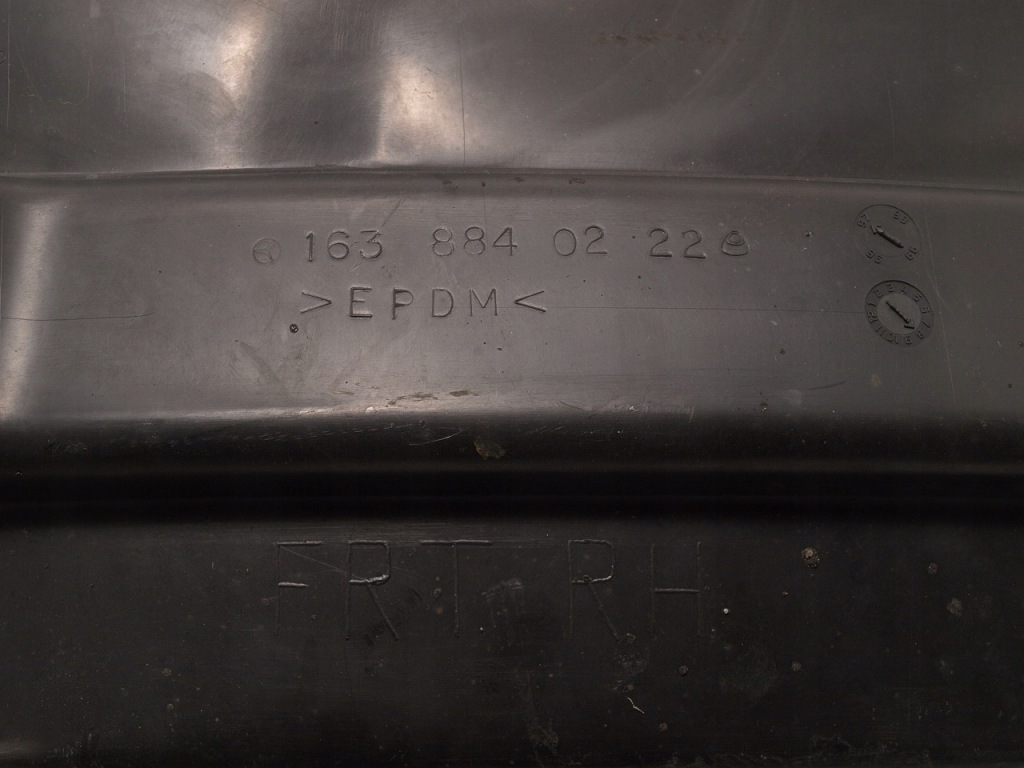 163 884 02 22
>EPDM<
FRT RH